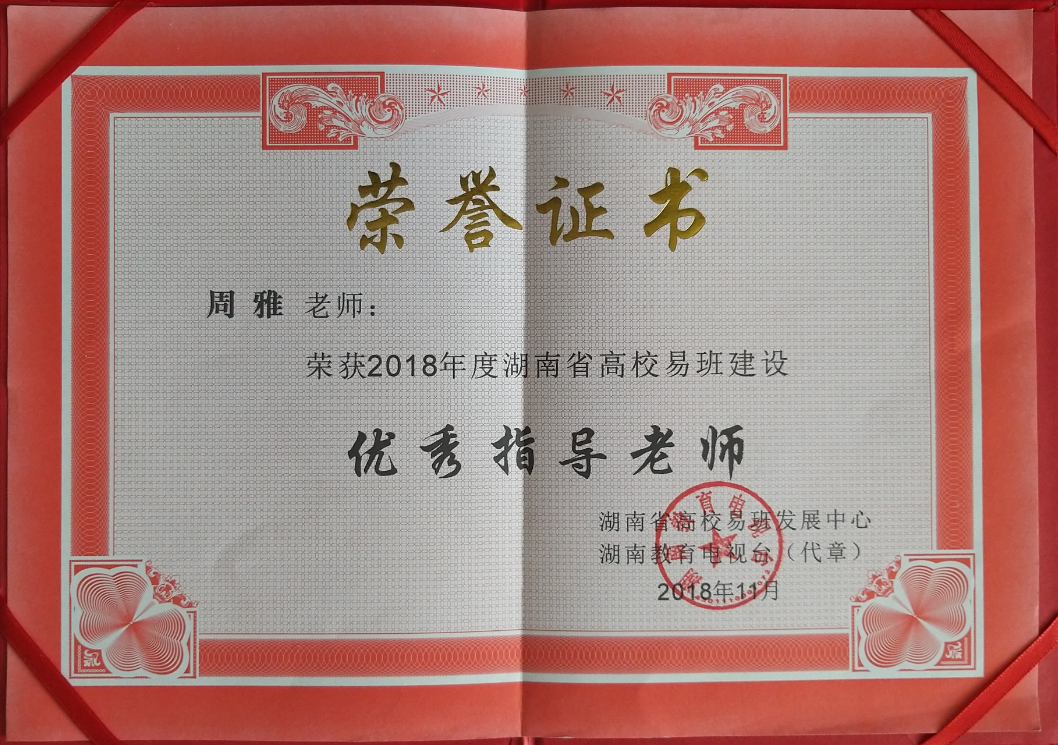 荣誉证书
周雅 老师：
荣获2018年度湖南省高校易班建设
优秀指导老师
湖南省高校易班发展中心
湖南教育电视台（代章）
2018年11月